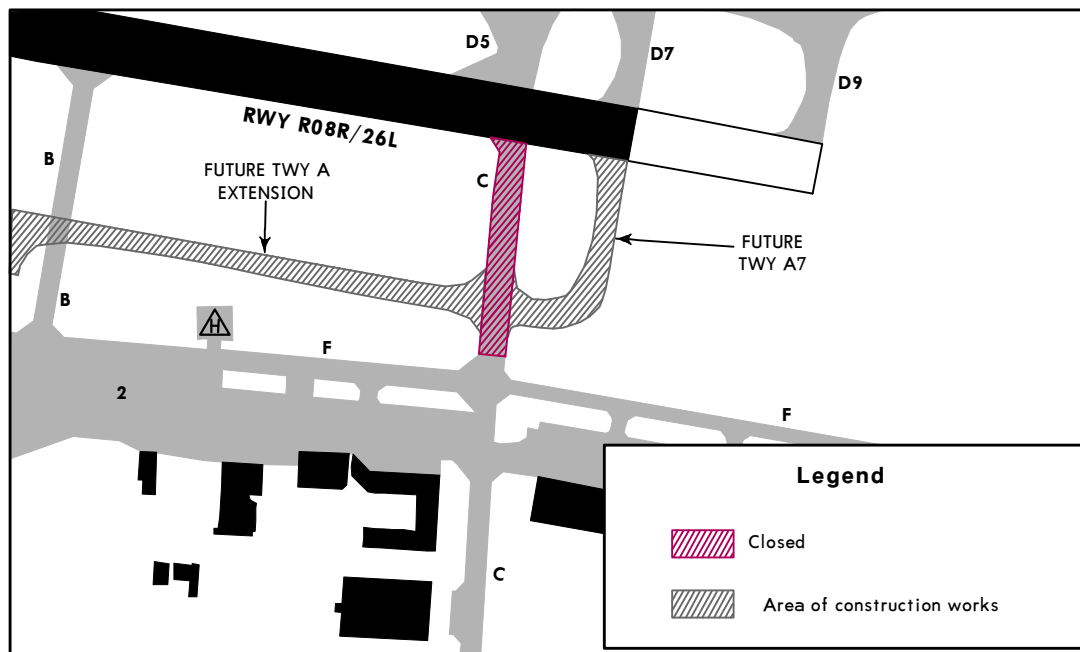 D5
D7
D9
RWY R08R/26L
B
FUTURE TWY A
EXTENSION
C
FUTURE
TWY A7
B
H
F
2
F
C
Legend
Closed
Area of construction works